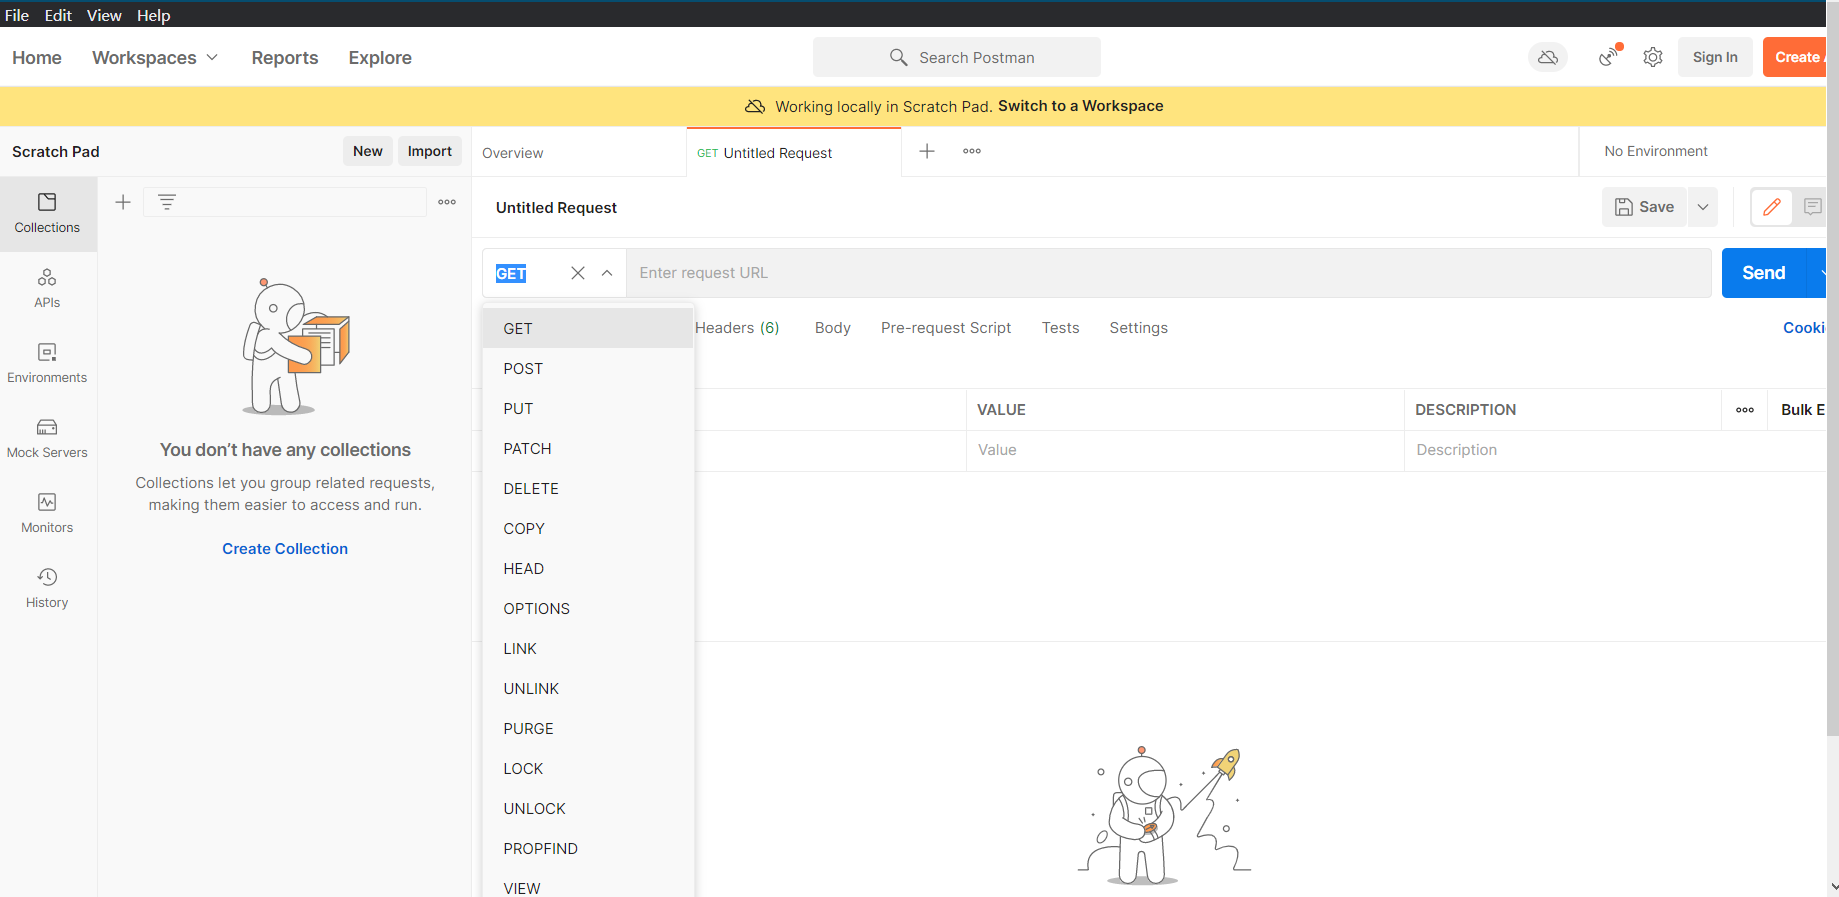 File Edit View Help
Home Workspaces Reports Explore Search Postman Sign In Create
Working locally in Scratch Pad. Switch to a Workspace
Scratch Pad New Import Overview GET Untitled Request No Environment
Collections
APIs
Environments
Mock Servers
Monitors
History
You don’t have any collections
Collections let you group related requests,
making them easier to access and run.
Create Collection
Untitled Request Save
GET Enter request URL Send
Headers (6) Body Pre-request Script Tests Settings
VALUE DESCRIPTION Bulk E
Value Description
GET
POST
PUT
PATCH
DELETE
COPY
HEAD
OPTIONS
LINK
UNLINK
PURGE
LOCK
UNLOCK
PROPFIND
VIEW